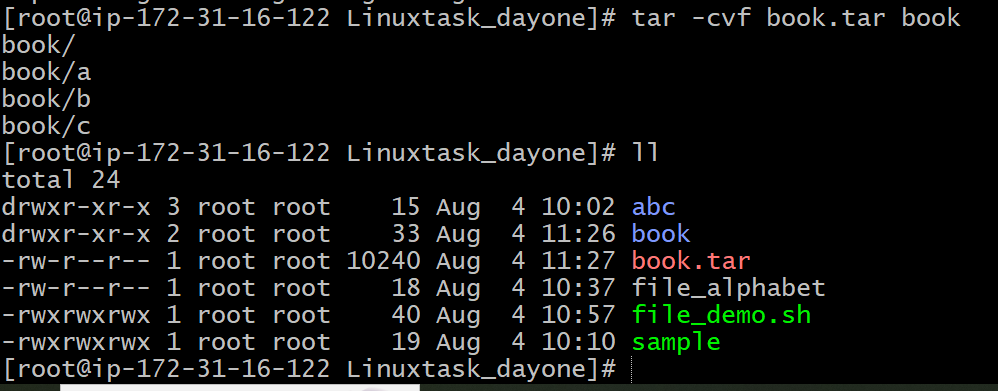 [root@ip-172-31-16-122 Linuxtask_dayone]# tar -cvf book.tar book
book/
book/a
book/b
book/c
[root@ip-172-31-16-122 Linuxtask_dayone]# ll
total 24
drwxr-xr-x 3 root root    15 Aug  4 10:02 abc
drwxr-xr-x 2 root root    33 Aug  4 11:26 book
-rw-r--r-- 1 root root 10240 Aug  4 11:27 book.tar
-rw-r--r-- 1 root root    18 Aug  4 10:37 file_alphabet
-rwxrwxrwx 1 root root    40 Aug  4 10:57 file_demo.sh
-rwxrwxrwx 1 root root    19 Aug  4 10:10 sample
[root@ip-172-31-16-122 Linuxtask_dayone]#